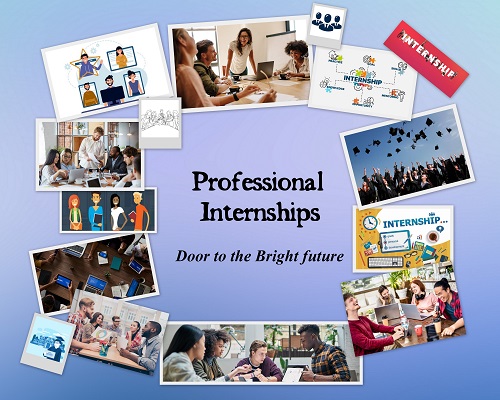 INTERNSHIP
INTERNSHIP
Professional
Internships
INTERNSHIP...
Door to the Bright future